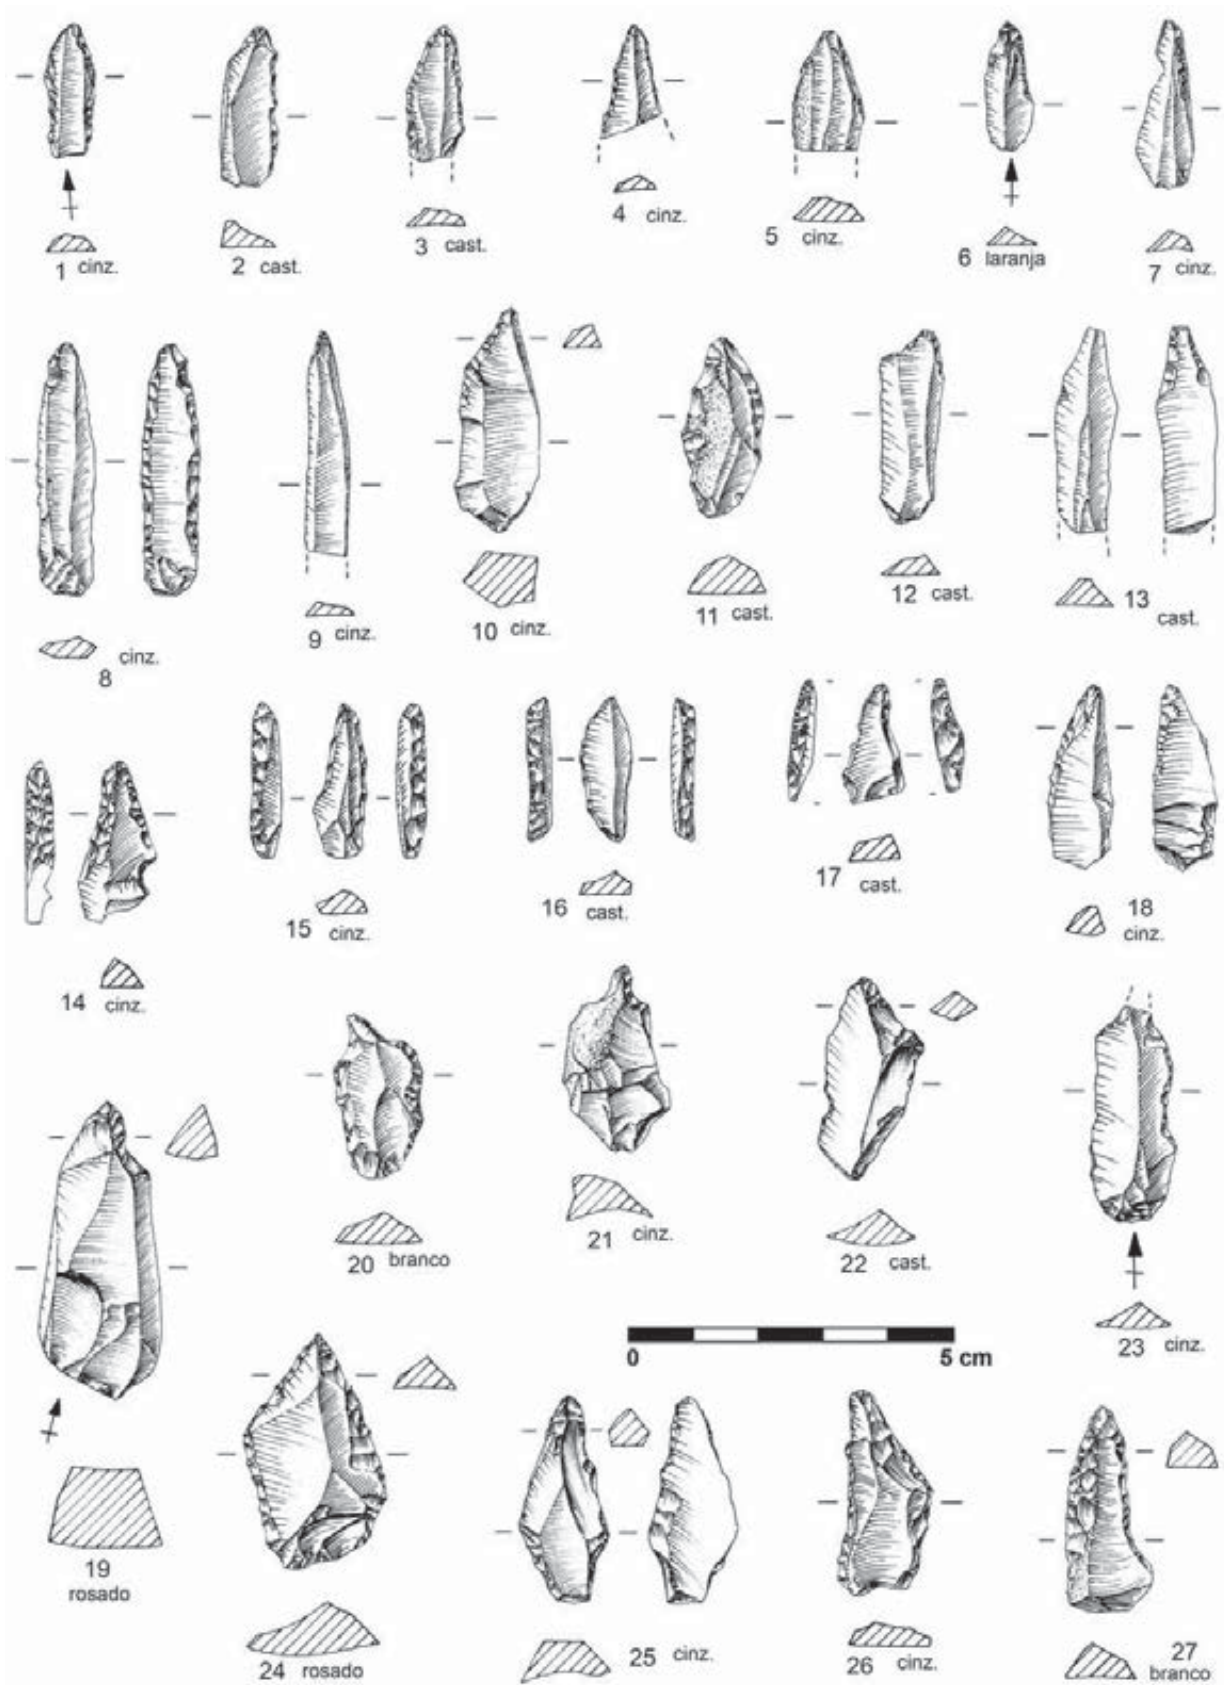 1 cinz.
2 cast.
3 cast.
4 cinz.
5 cinz.
6 laranja
7 cinz.
8 cinz.
9 cinz.
10 cinz.
11 cast.
12 cast.
13 cast.
14 cinz.
15 cinz.
16 cast.
17 cast.
18 cinz.
19 rosado
20 branco
21 cinz.
22 cast.
23 cinz.
0 5 cm
24 rosado
25 cinz.
26 cinz.
27 branco